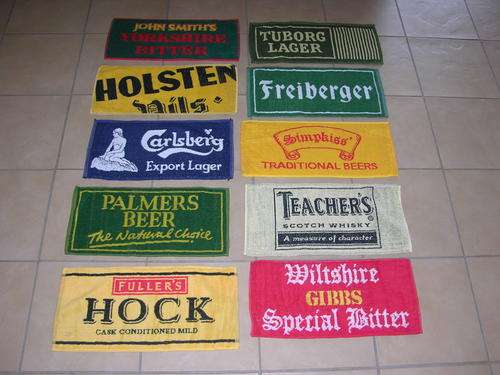 JOHN SMITH'S
YORKSHIRE
BITTER
TUBORG
LAGER
HOLSTEN
Pils'
Freiberger
Carlsberg
Export Lager
Simpkiss'
TRADITIONAL BEERS
PALMERS
BEER
The Natural Choice
TEACHER'S
SCOTCH WHISKY
A measure of character
FULLER'S
HOCK
CASK CONDITIONED MILD
Wiltshire
GIBBS
Special Bitter